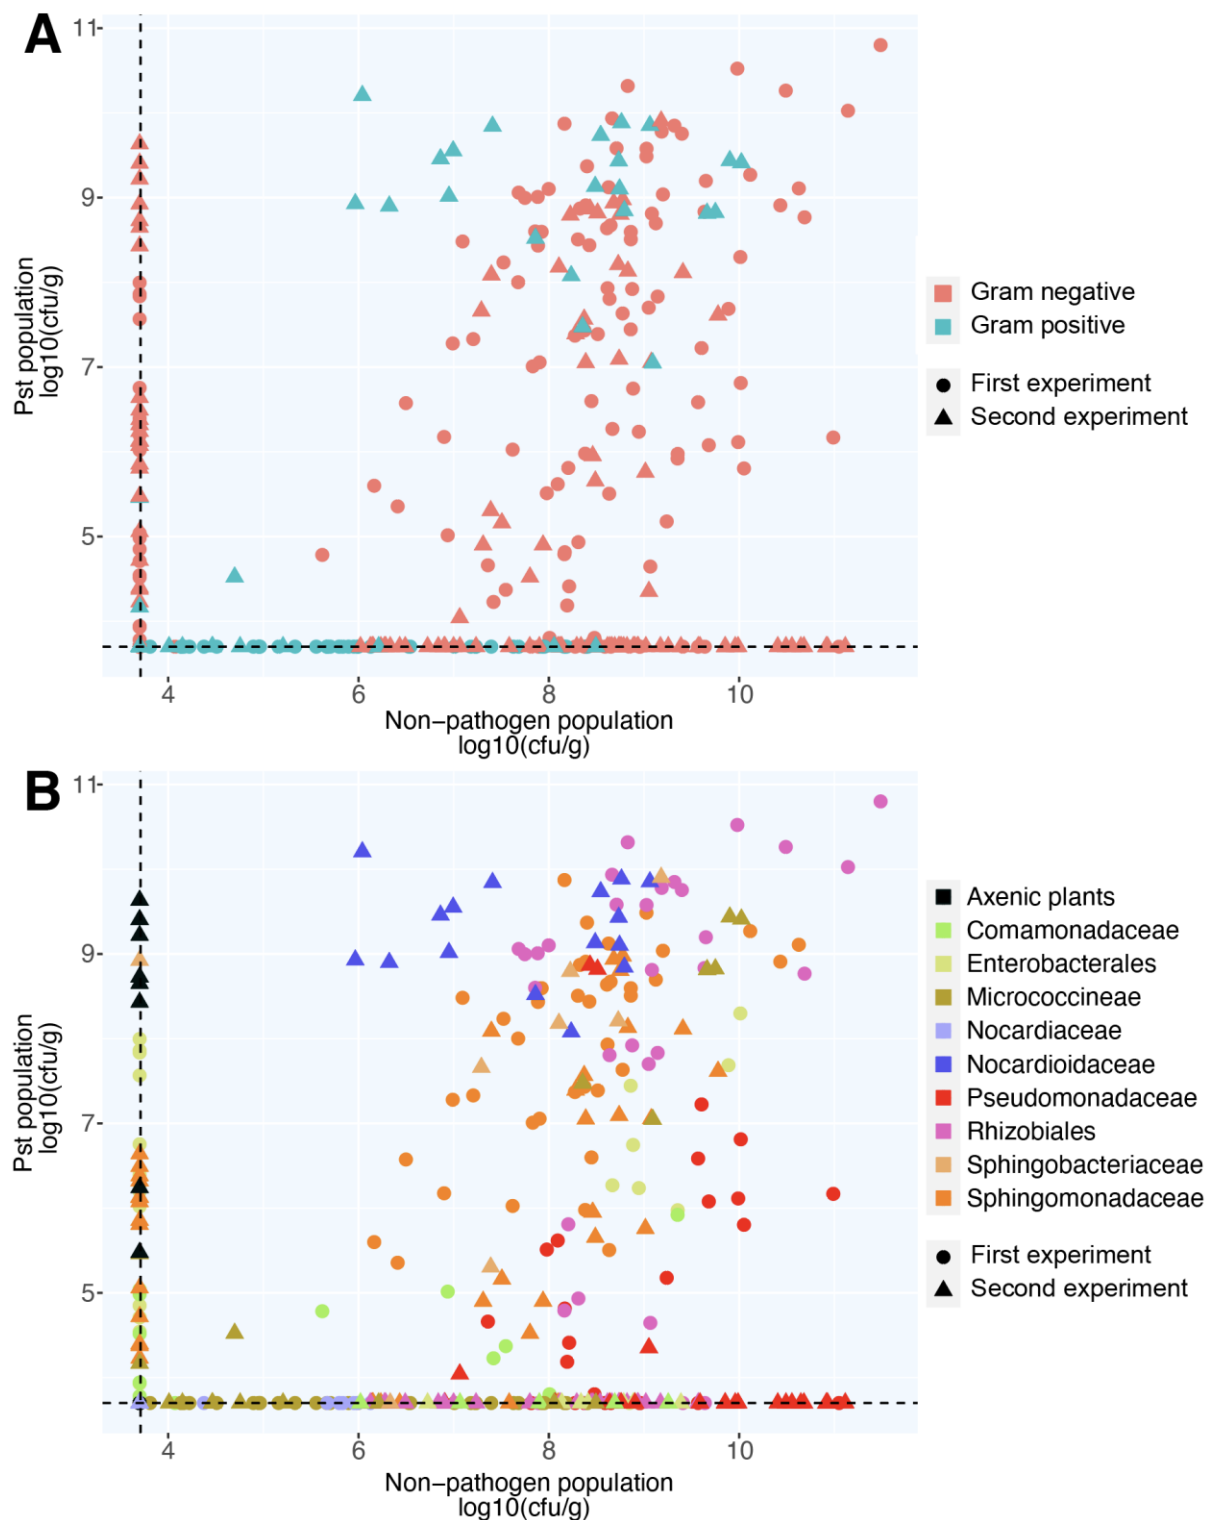 A
11
9
7
5
Pst population
log10(cfu/g)
4
6
8
10
Non−pathogen population
log10(cfu/g)
Gram negative
Gram positive
First experiment
Second experiment
B
11
9
7
5
Pst population
log10(cfu/g)
4
6
8
10
Non−pathogen population
log10(cfu/g)
Axenic plants
Comamonadaceae
Enterobacterales
Micrococcineae
Nocardiaceae
Nocardioidaceae
Pseudomonadaceae
Rhizobiales
Sphingobacteriaceae
Sphingomonadaceae
First experiment
Second experiment